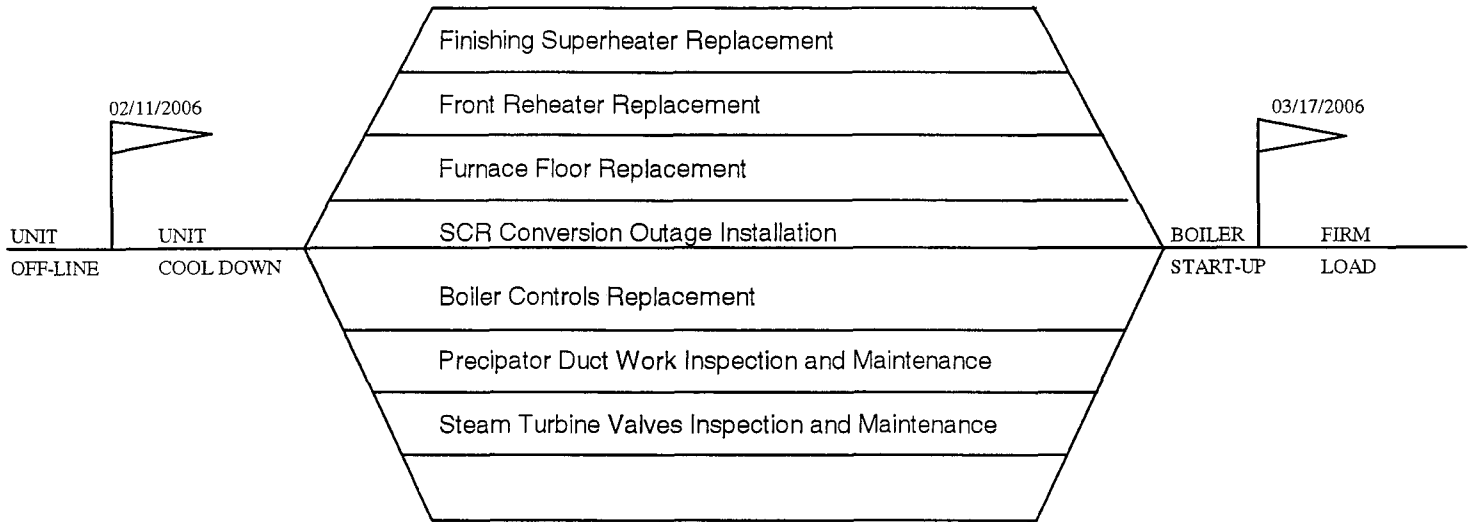 Finishing Superheater Replacement
02/11/2006
Front Reheater Replacement
03/17/2006
Furnace Floor Replacement
UNIT
OFF-LINE
UNIT
COOL DOWN
SCR Conversion Outage Installation
BOILER
START-UP
FIRM
LOAD
Boiler Controls Replacement
Precipator Duct Work Inspection and Maintenance
Steam Turbine Valves Inspection and Maintenance